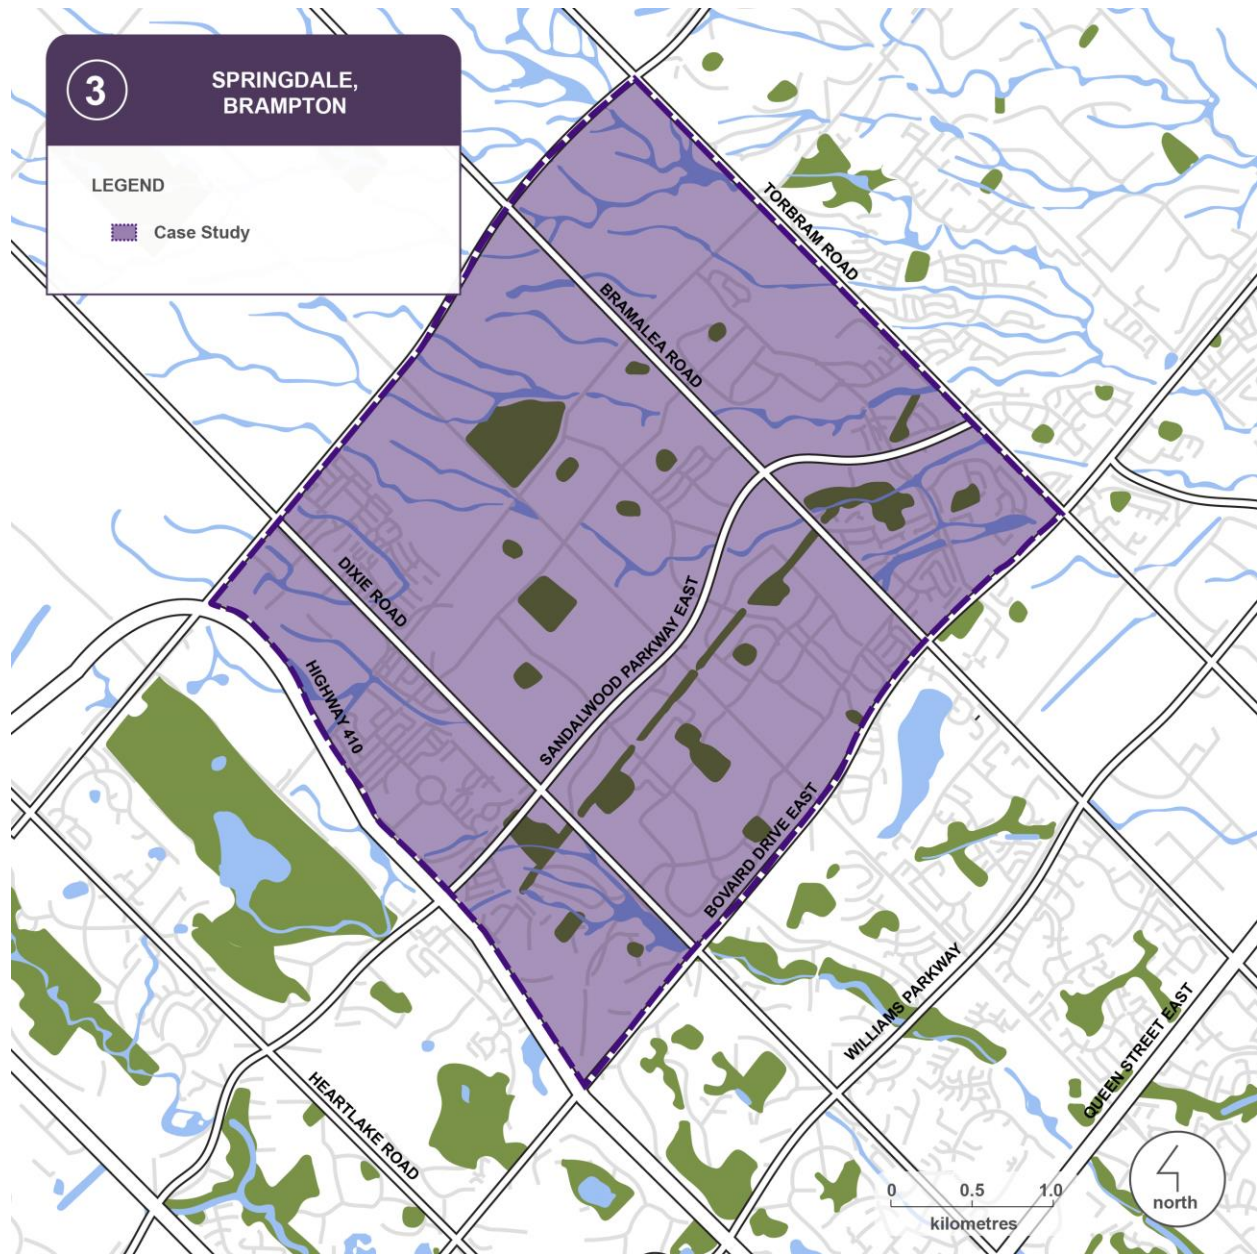 3
SPRINGDALE,
BRAMPTON
LEGEND
Case Study
TORBRAM ROAD
BRAMALEA ROAD
DIXIE ROAD
SANDALWOOD PARKWAY EAST
HIGHWAY 410
BOVAIRD DRIVE EAST
WILLIAMS PARKWAY
QUEEN STREET EAST
HEARTLAKE ROAD
0 0.5 1.0
kilometres
north